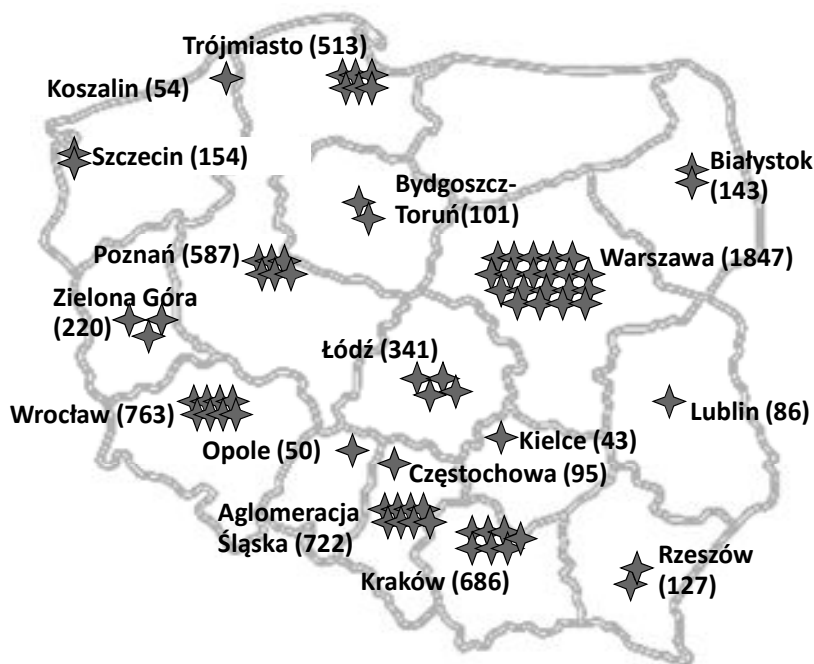 Trójmiasto (513)
Koszalin (54)
Szczecin (154)
Białystok
(143)
Bydgoszcz-
Toruń(101)
Poznań (587)
Warszawa (1847)
Zielona Góra
(220)
Łódź (341)
Wrocław (763)
Lublin (86)
Opole (50)
Kielce (43)
Częstochowa (95)
Aglomeracja
Śląska (722)
Kraków (686)
Rzeszów
(127)